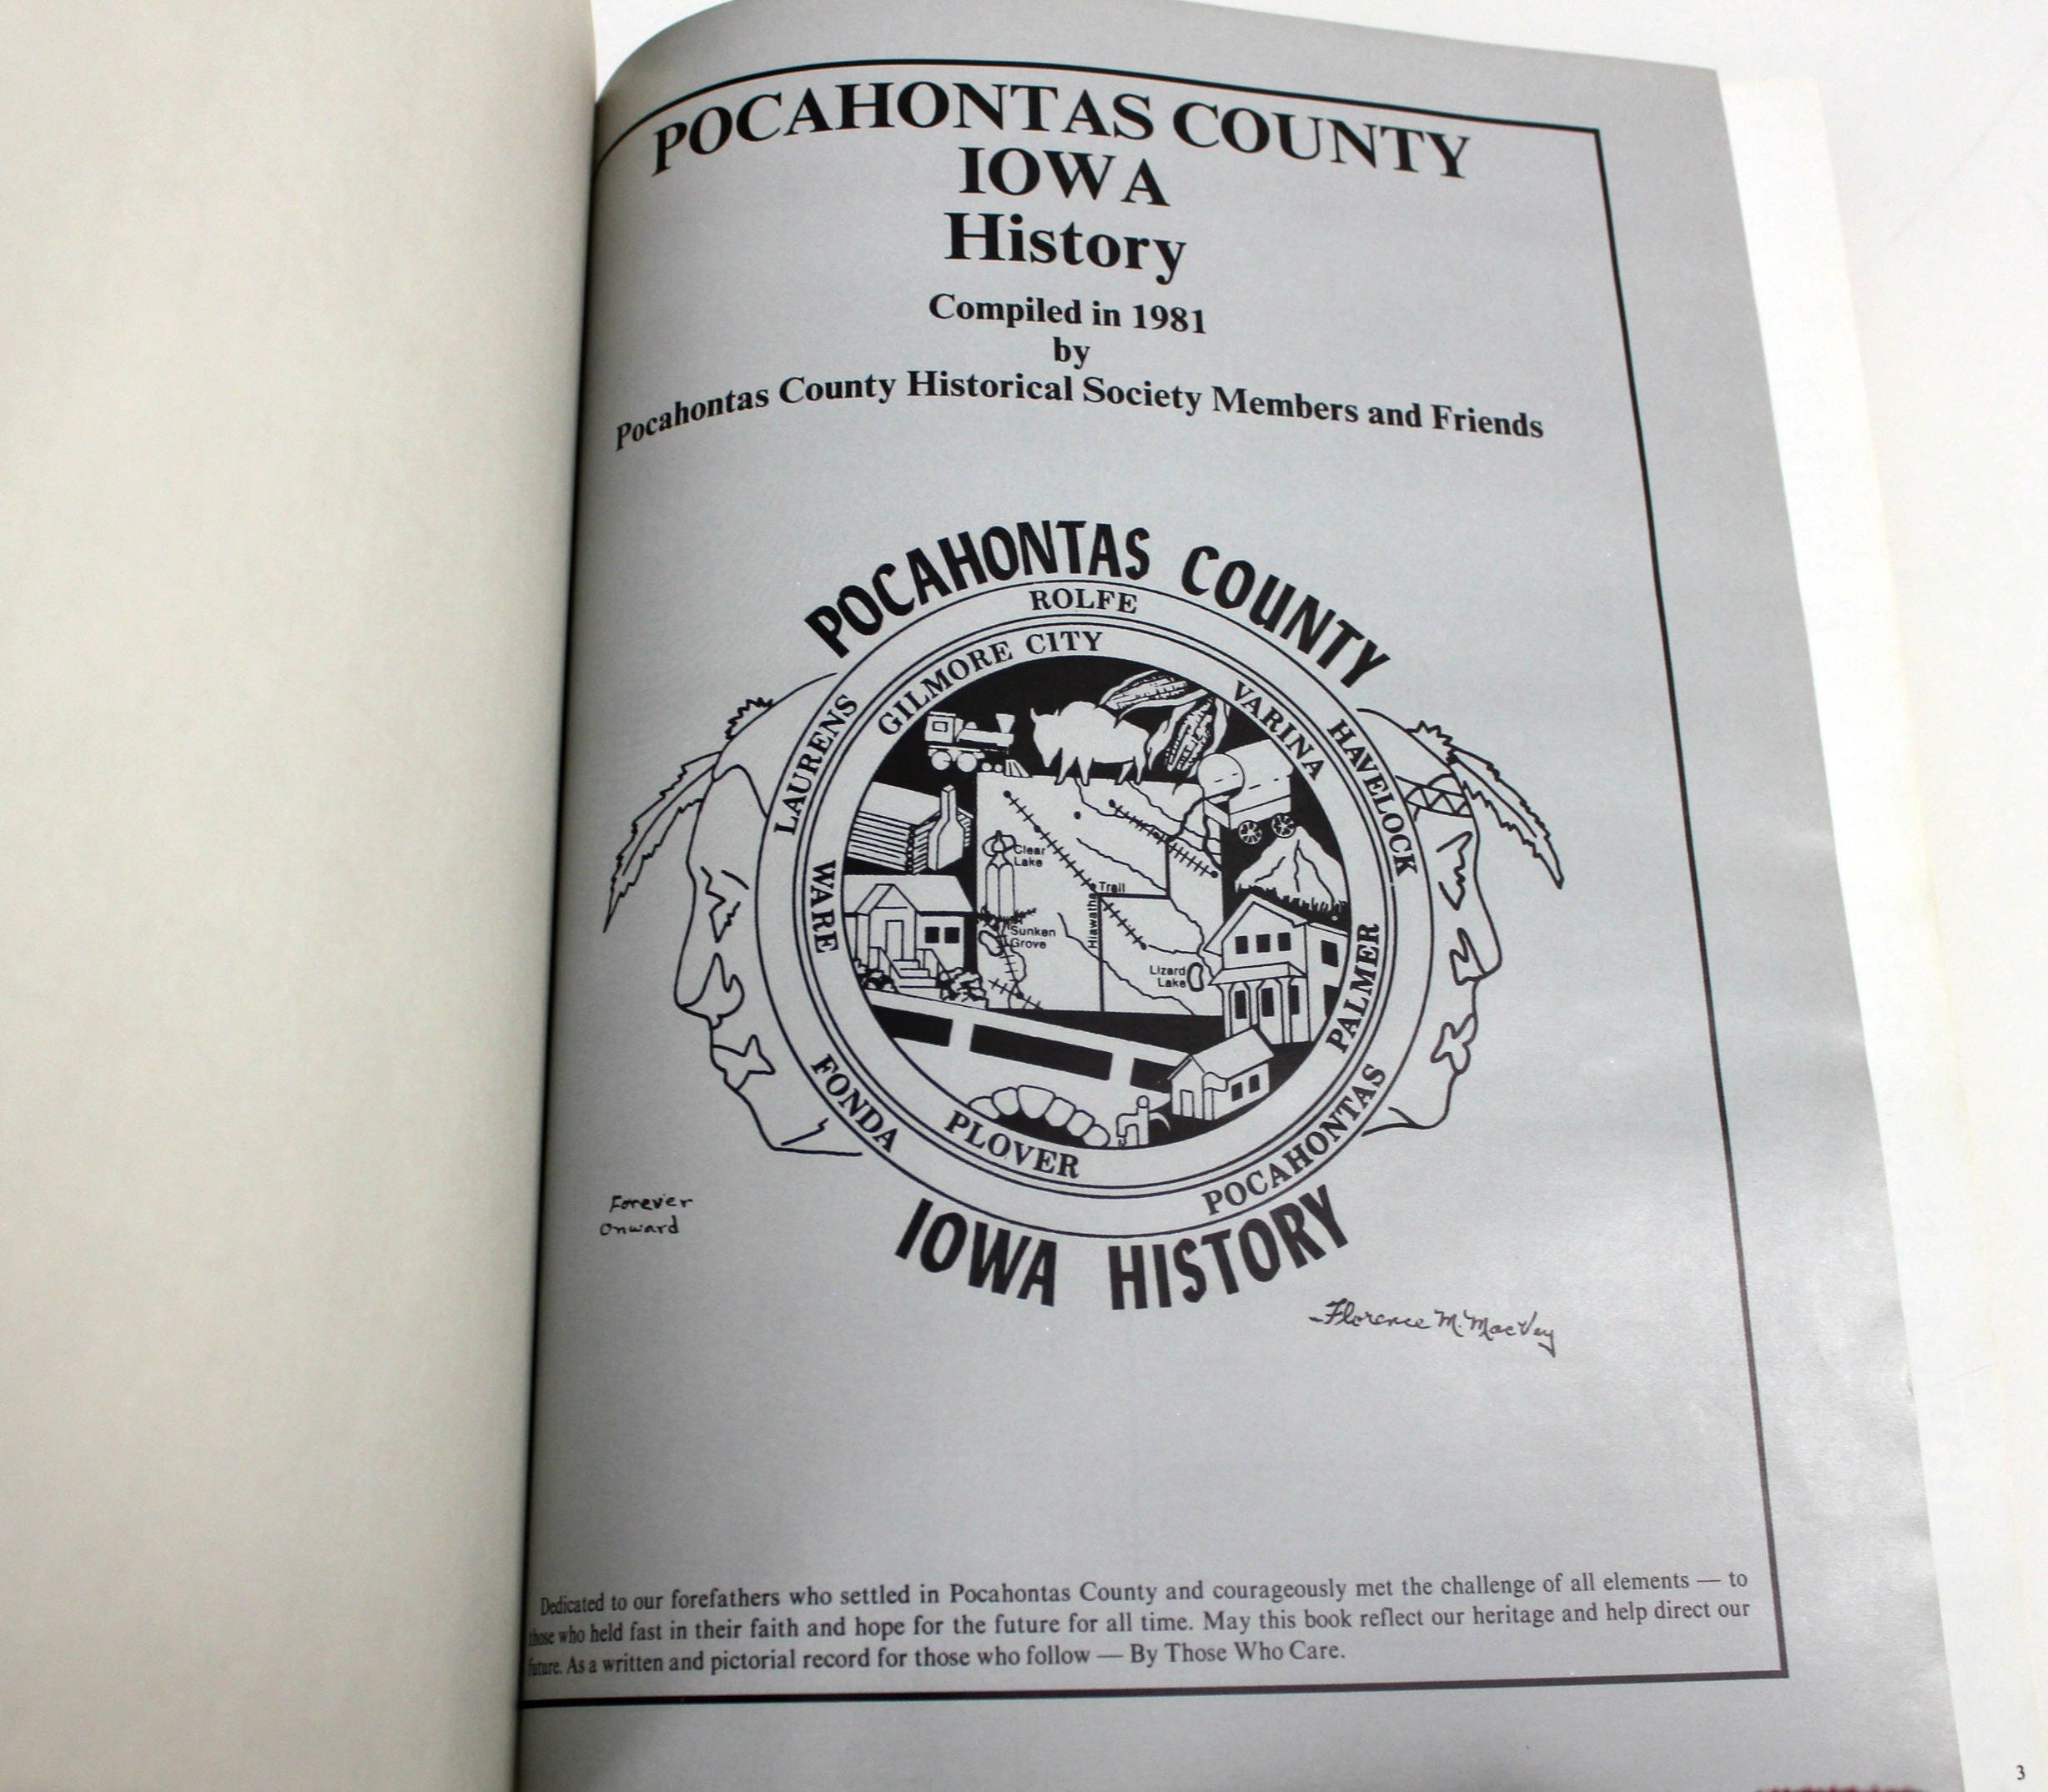 POCAHONTAS COUNTY
IOWA
History
Compiled in 1981
by
Pocahontas County Historical Society Members and Friends
POCAHONTAS COUNTY
ROLFE
GILMORE CITY
LAURENS
VARINA
HAVELOCK
WARE
Clear
Lake
Trail
Hiawatha
Sunken
Grove
Lizard
Lake
PALMER
FONDA
PLOVER
POCAHONTAS
Forever
Onward
IOWA HISTORY
-Florence M. MacVey
Dedicated to our forefathers who settled in Pocahontas County and courageously met the challenge of all elements — to
those who held fast in their faith and hope for the future for all time. May this book reflect our heritage and help direct our
future. As a written and pictorial record for those who follow — By Those Who Care.
3